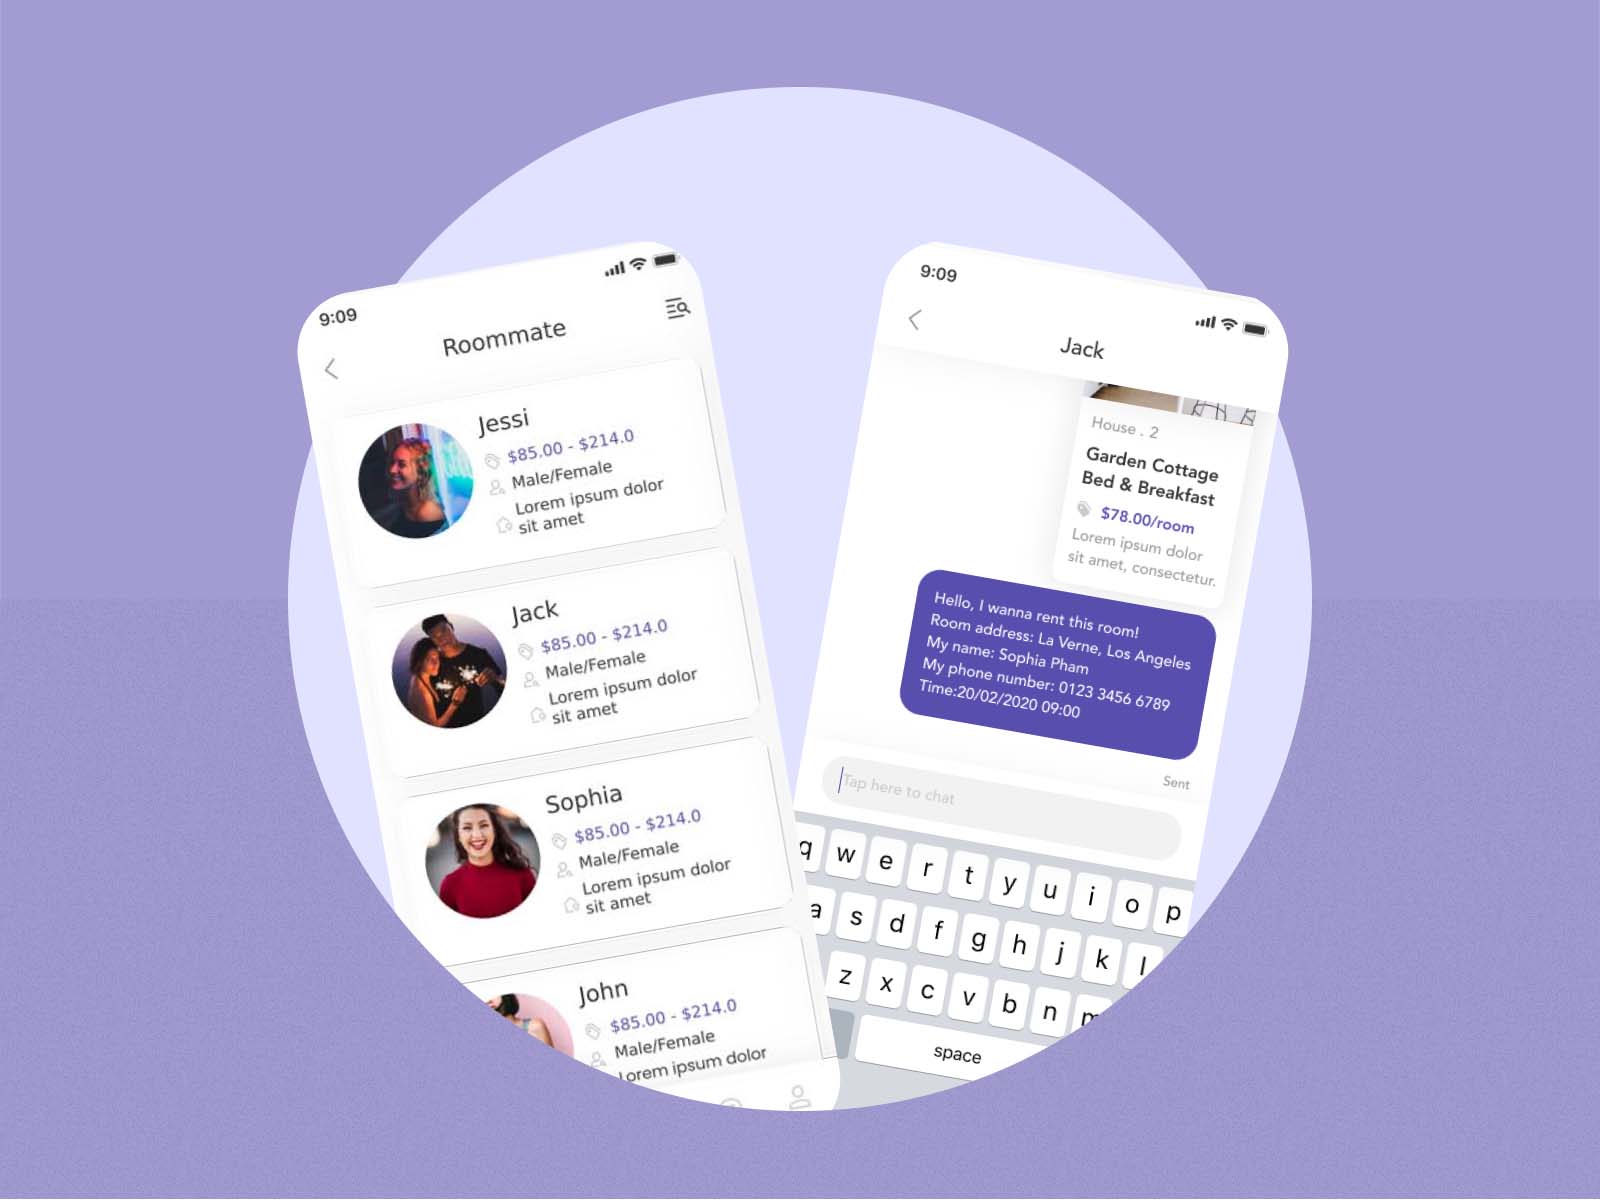 9:09
Roommate
Jessi
$85.00 - $214.0
Male/Female
Lorem ipsum dolor
sit amet
Jack
$85.00 - $214.0
Male/Female
Lorem ipsum dolor
sit amet
Sophia
$85.00 - $214.0
Male/Female
Lorem ipsum dolor
sit amet
John
$85.00 - $214.0
Male/Female
Lorem ipsum dolor
9:09
Jack
House . 2
Garden Cottage
Bed & Breakfast
$78.00/room
Lorem ipsum dolor
sit amet, consectetur.
Hello, I wanna rent this room!
Room address: La Verne, Los Angeles
My name: Sophia Pham
My phone number: 0123 3456 6789
Time:20/02/2020 09:00
Sent
Tap here to chat
q w e r t y u i o p
a s d f g h j k l
z x c v b n m
space